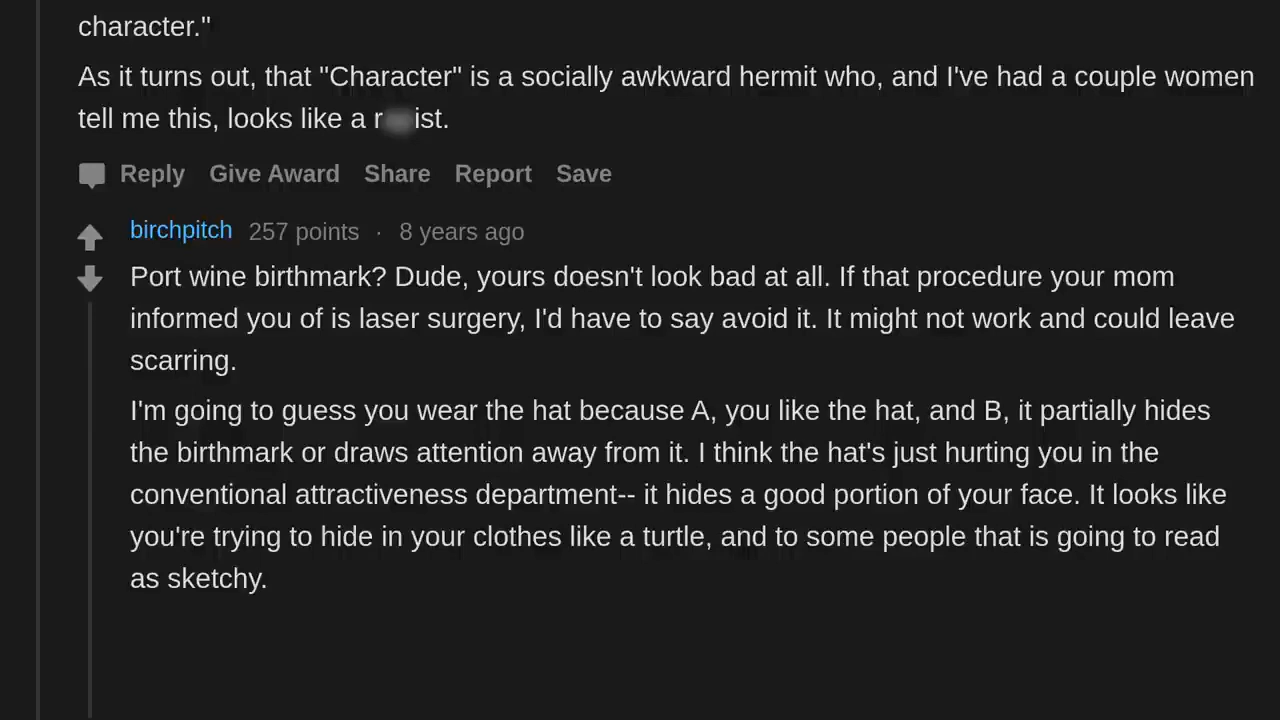 character."
As it turns out, that "Character" is a socially awkward hermit who, and I've had a couple women
tell me this, looks like a r ist.
Reply Give Award Share Report Save
birchpitch 257 points · 8 years ago
Port wine birthmark? Dude, yours doesn't look bad at all. If that procedure your mom
informed you of is laser surgery, I'd have to say avoid it. It might not work and could leave
scarring.
I'm going to guess you wear the hat because A, you like the hat, and B, it partially hides
the birthmark or draws attention away from it. I think the hat's just hurting you in the
conventional attractiveness department-- it hides a good portion of your face. It looks like
you're trying to hide in your clothes like a turtle, and to some people that is going to read
as sketchy.